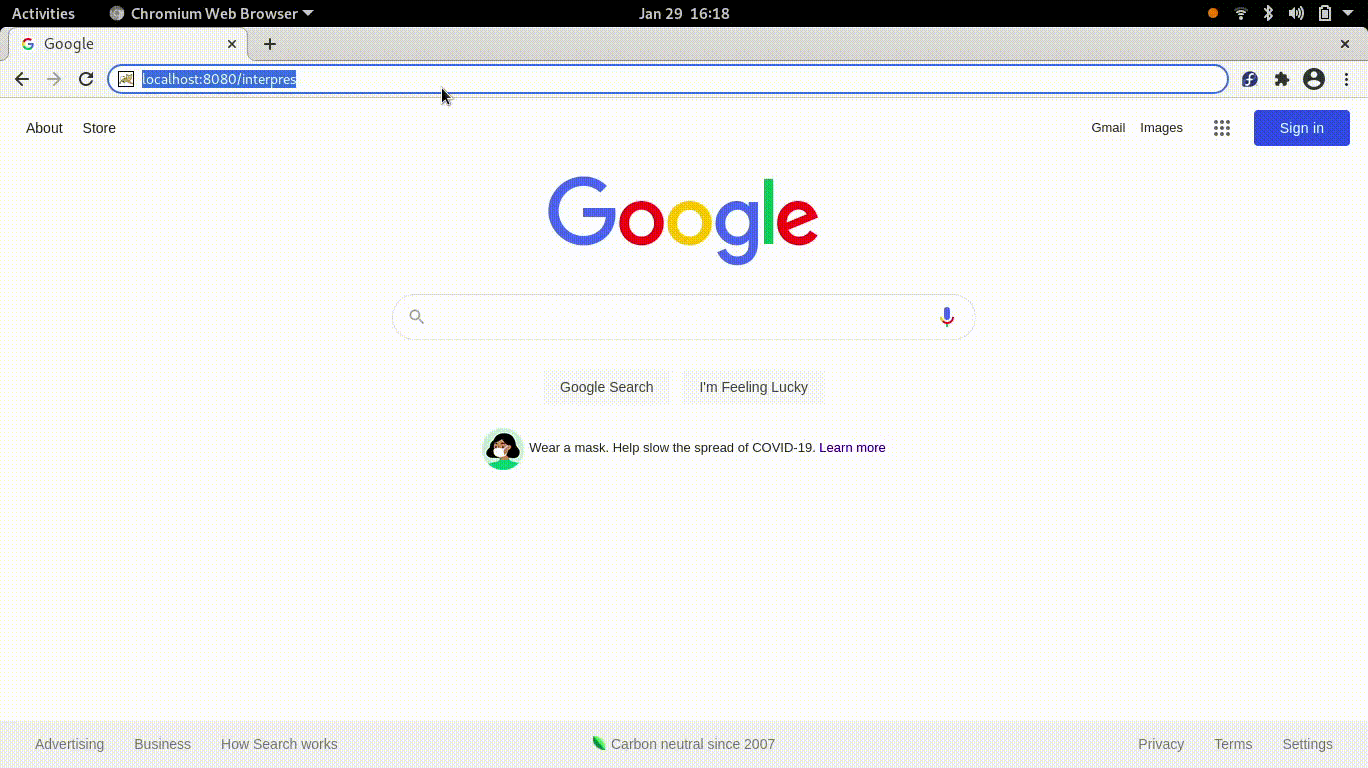 Activities Chromium Web Browser Jan 29 16:18
Google
localhost:8080/interpres
About Store Gmail Images Sign in
Google
Google Search I'm Feeling Lucky
Wear a mask. Help slow the spread of COVID-19. Learn more
Advertising Business How Search works Carbon neutral since 2007 Privacy Terms Settings